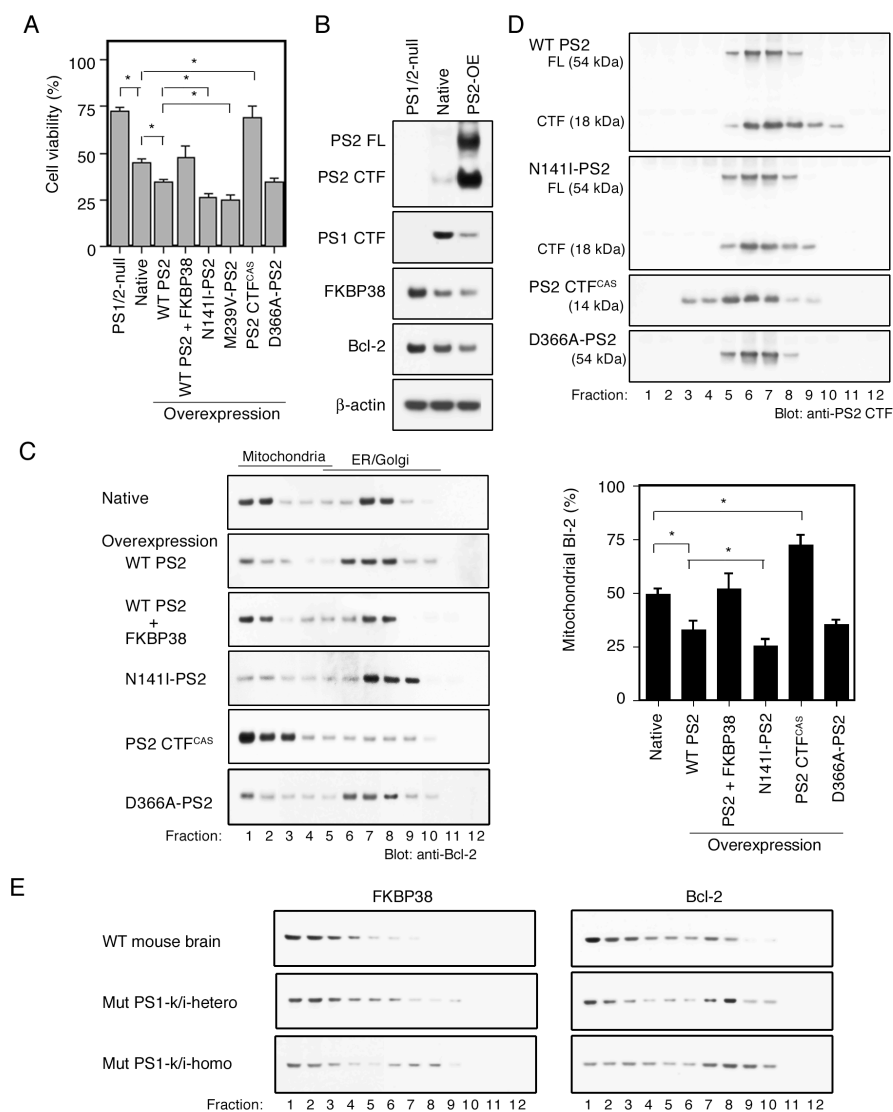 A
Cell viability (%)
100
75
50
25
0
* * *
* *
*
PS1/2-null
Native
WT PS2
WT PS2 + FKBP38
N141I-PS2
M239V-PS2
PS2 CTFCAS
D366A-PS2
Overexpression
B
PS1/2-null
Native
PS2-OE
PS2 FL
PS2 CTF
PS1 CTF
FKBP38
Bcl-2
β-actin
D
WT PS2
FL (54 kDa)
CTF (18 kDa)
N141I-PS2
FL (54 kDa)
CTF (18 kDa)
PS2 CTFCAS
(14 kDa)
D366A-PS2
(54 kDa)
Fraction: 1 2 3 4 5 6 7 8 9 10 11 12
Blot: anti-PS2 CTF
C
Mitochondria ER/Golgi
Native
Overexpression
WT PS2
WT PS2
+
FKBP38
N141I-PS2
PS2 CTFCAS
D366A-PS2
Fraction: 1 2 3 4 5 6 7 8 9 10 11 12
Blot: anti-Bcl-2
Mitochondrial Bl-2 (%)
100
75
50
25
0
*
* *
Native
WT PS2
PS2 + FKBP38
N141I-PS2
PS2 CTFCAS
D366A-PS2
Overexpression
E
FKBP38 Bcl-2
WT mouse brain
Mut PS1-k/i-hetero
Mut PS1-k/i-homo
Fraction: 1 2 3 4 5 6 7 8 9 10 11 12 1 2 3 4 5 6 7 8 9 10 11 12